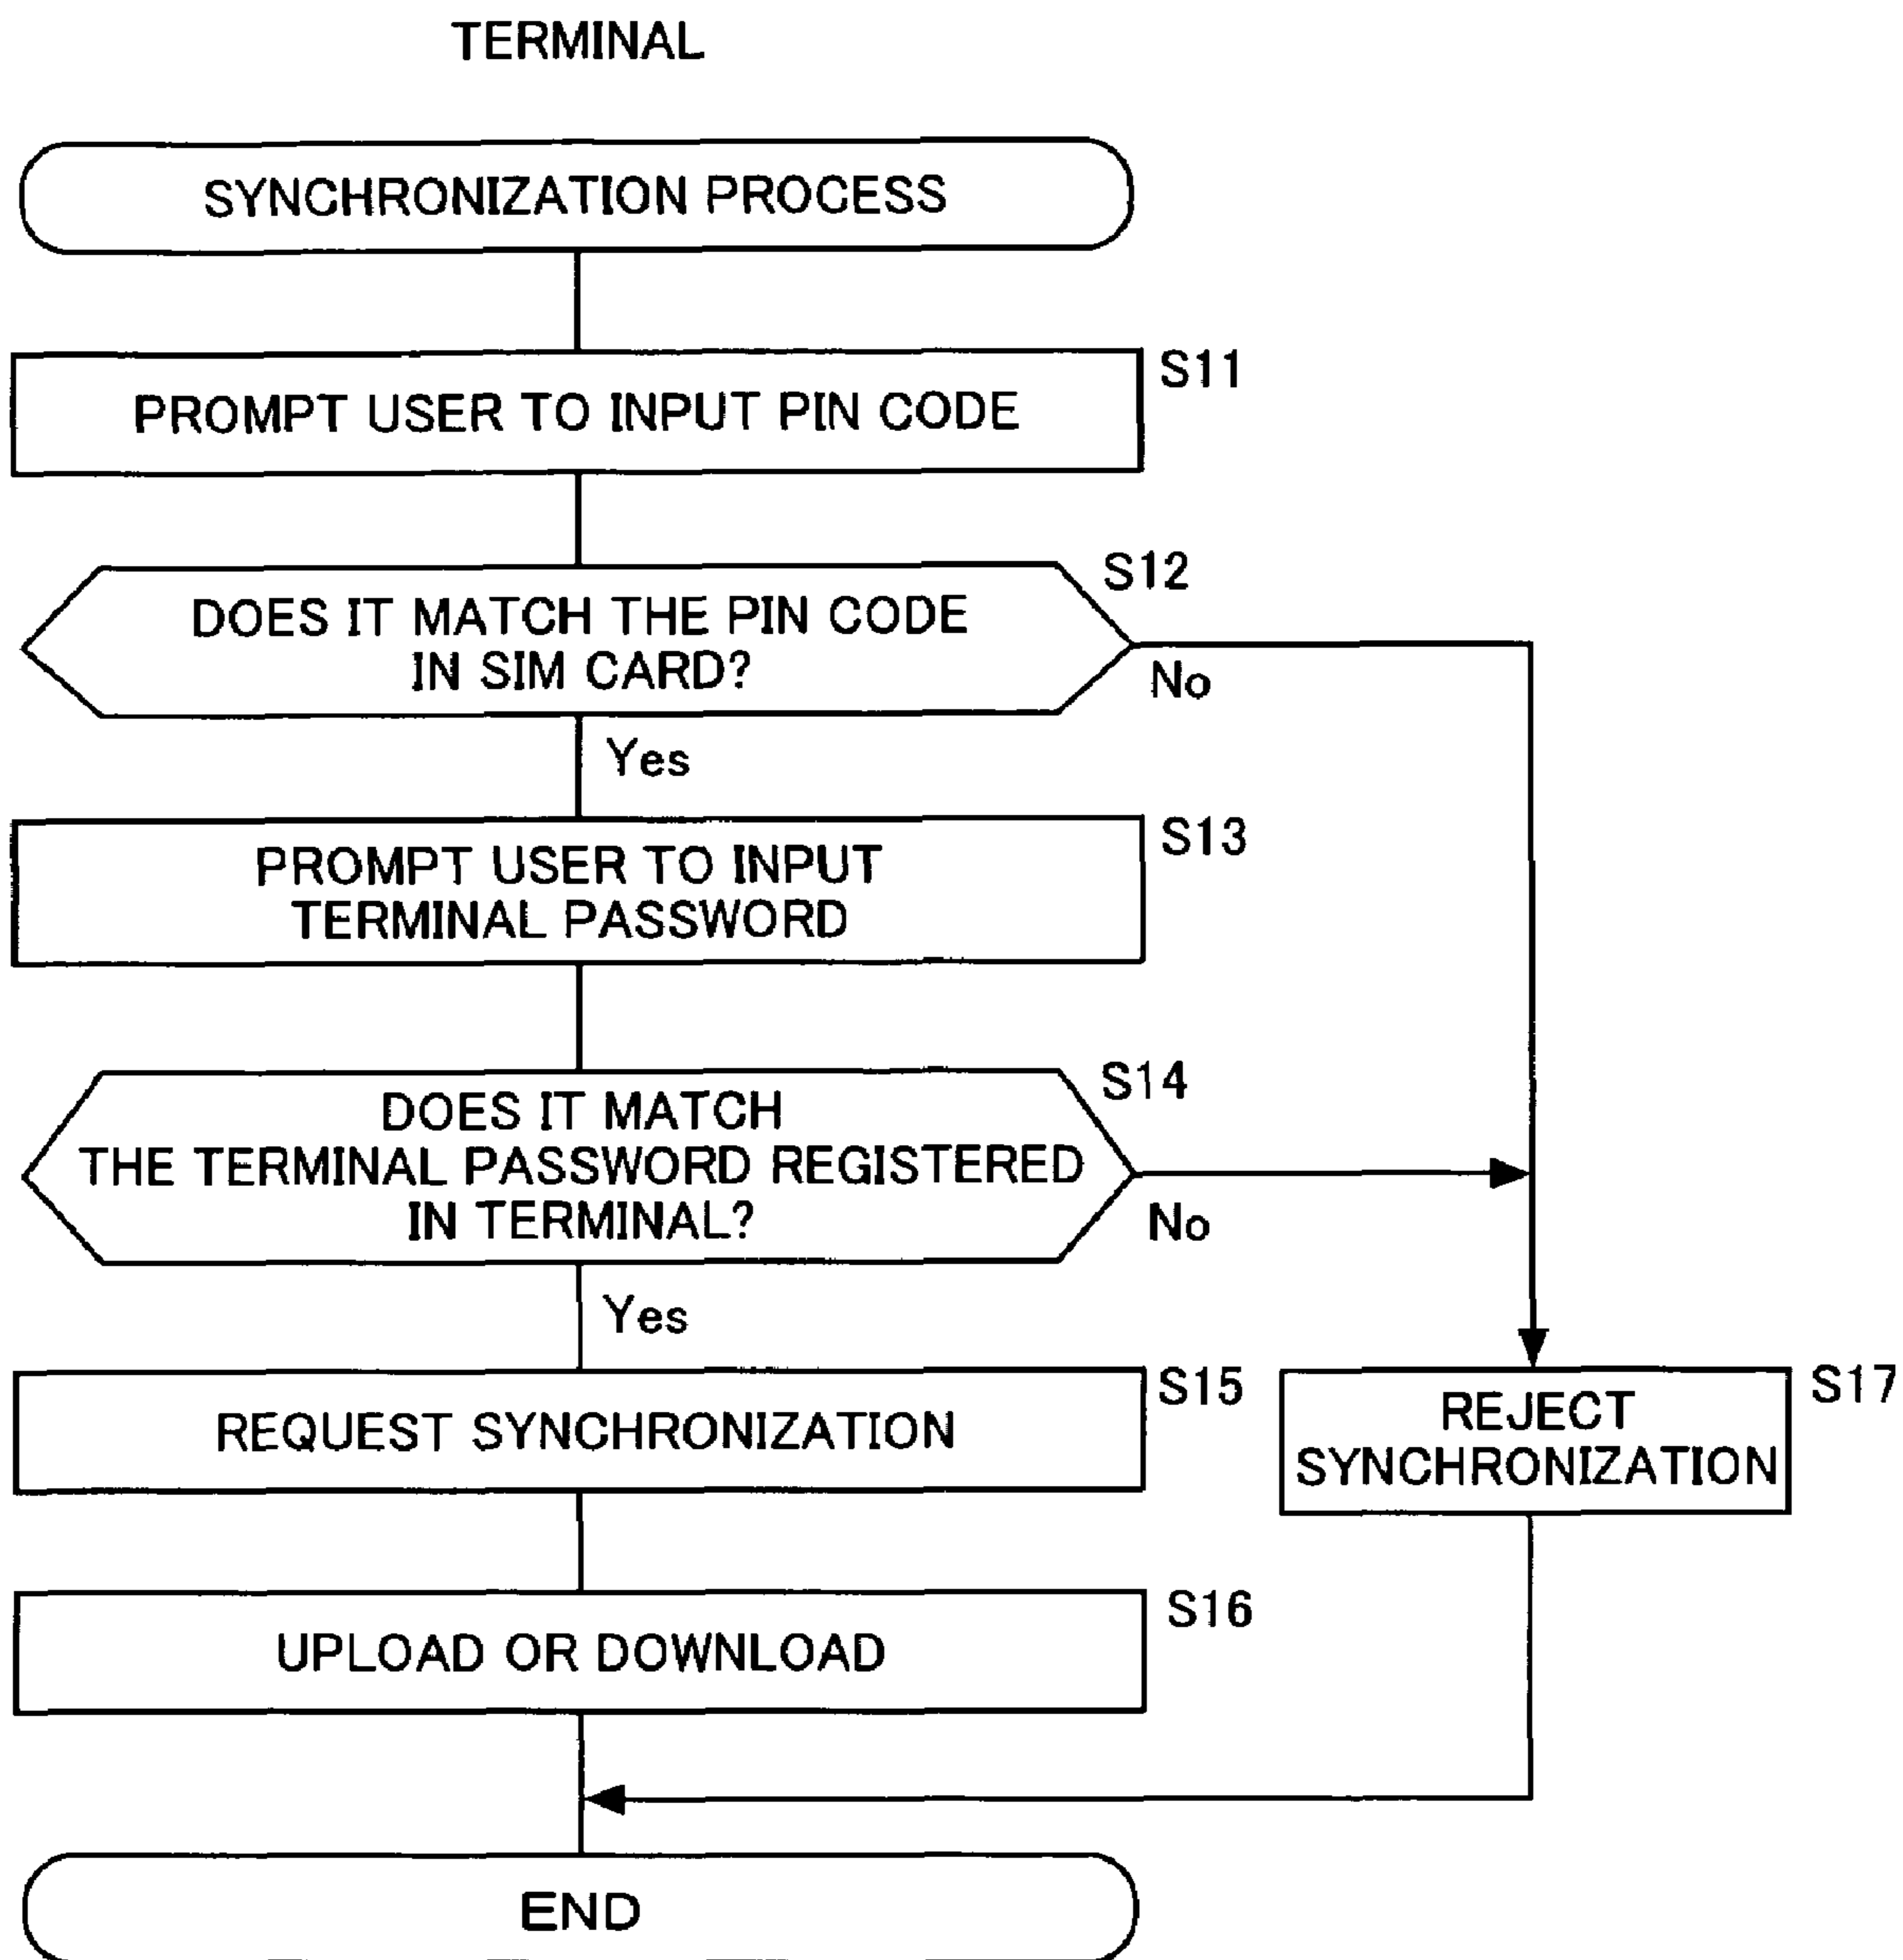 TERMINAL
SYNCHRONIZATION PROCESS
S11
PROMPT USER TO INPUT PIN CODE
S12
DOES IT MATCH THE PIN CODE
IN SIM CARD?
No
Yes
S13
PROMPT USER TO INPUT
TERMINAL PASSWORD
S14
DOES IT MATCH
THE TERMINAL PASSWORD REGISTERED
IN TERMINAL?
No
Yes
S15
REQUEST SYNCHRONIZATION
S17
REJECT
SYNCHRONIZATION
S16
UPLOAD OR DOWNLOAD
END